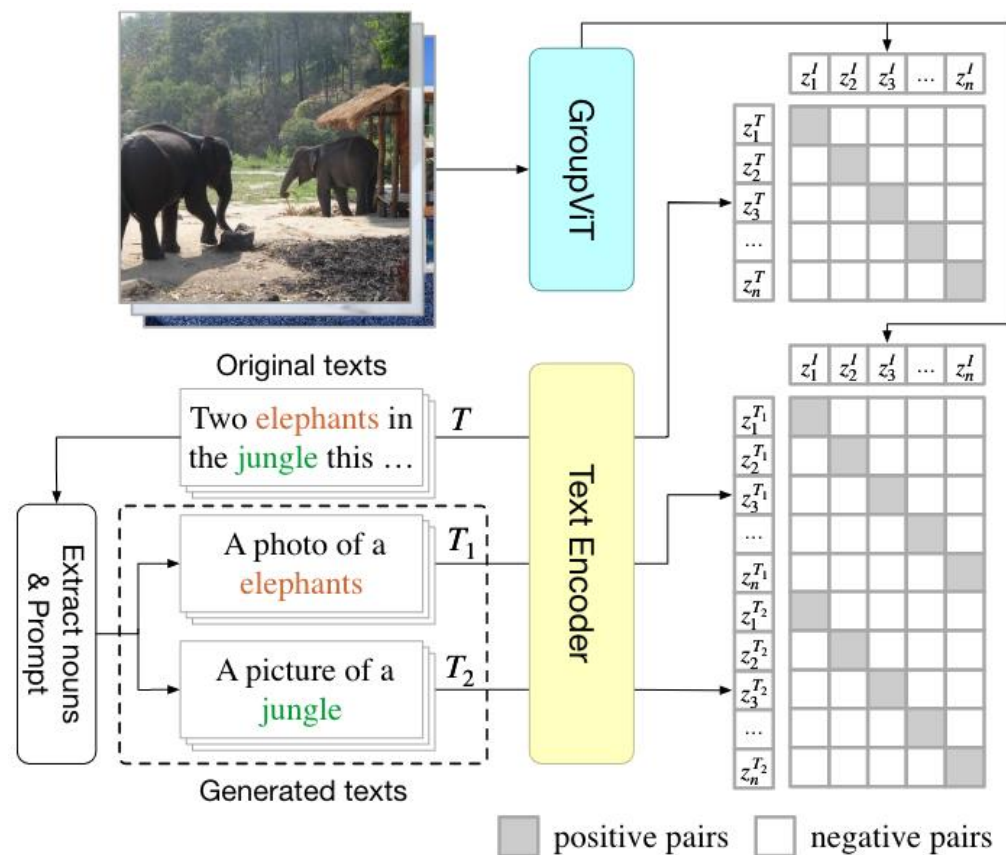 GroupViT
z_1^I z_2^I z_3^I … z_n^I
z_1^T
z_2^T
z_3^T
…
z_n^T
Original texts
Two elephants in
the jungle this …
T
Extract nouns
& Prompt
A photo of a
elephants
T_1
A picture of a
jungle
T_2
Generated texts
Text Encoder
z_1^I z_2^I z_3^I … z_n^I
z_1^{T_1}
z_2^{T_1}
z_3^{T_1}
…
z_n^{T_1}
z_1^{T_2}
z_2^{T_2}
z_3^{T_2}
…
z_n^{T_2}
positive pairs
negative pairs